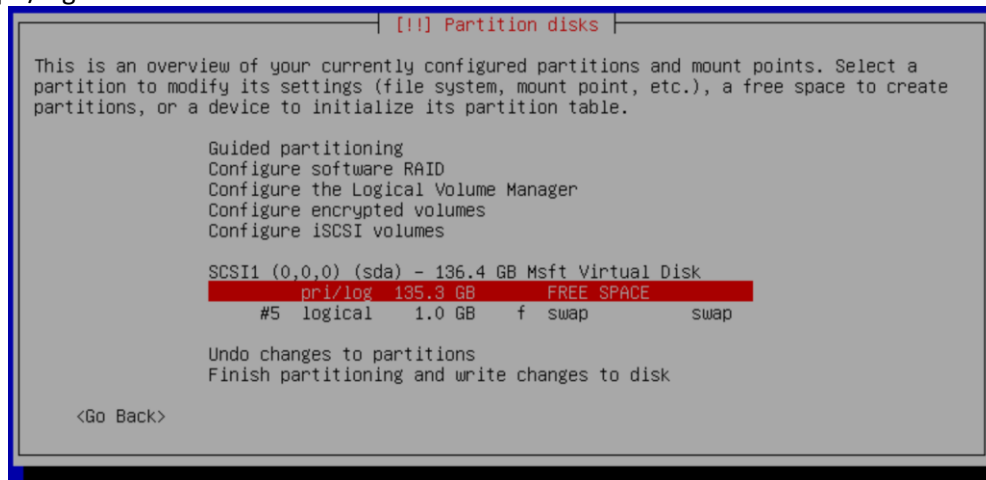 [!!] Partition disks
This is an overview of your currently configured partitions and mount points. Select a
partition to modify its settings (file system, mount point, etc.), a free space to create
partitions, or a device to initialize its partition table.
Guided partitioning
Configure software RAID
Configure the Logical Volume Manager
Configure encrypted volumes
Configure iSCSI volumes
SCSI1 (0,0,0) (sda) – 136.4 GB Msft Virtual Disk
pri/log 135.3 GB FREE SPACE
#5 logical 1.0 GB f swap swap
Undo changes to partitions
Finish partitioning and write changes to disk
<Go Back>